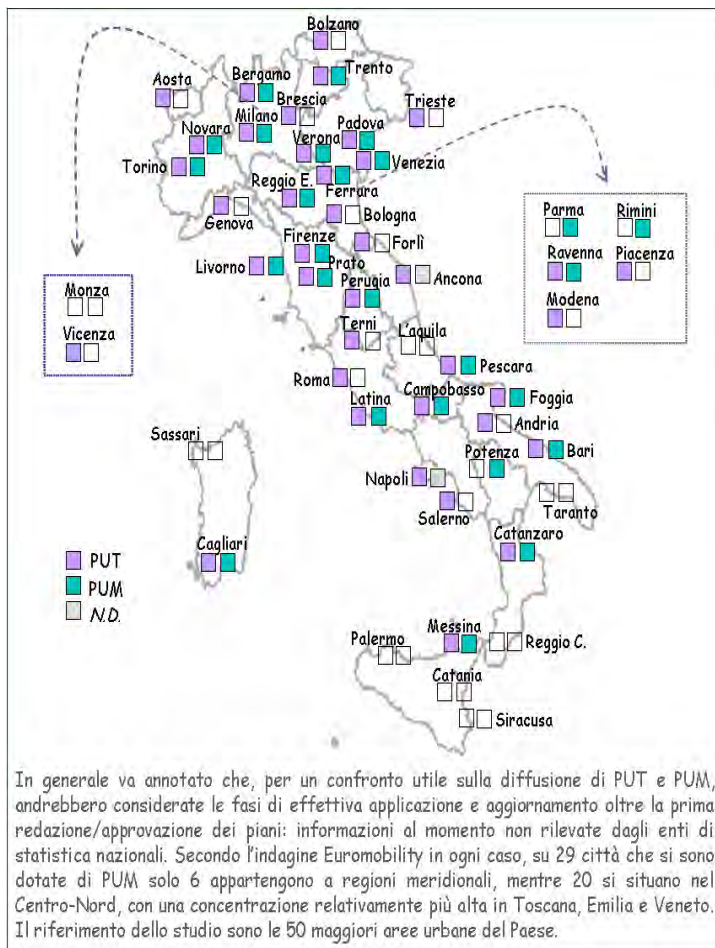 Bolzano
Trento
Aosta
Bergamo
Brescia
Trieste
Novara
Milano
Padova
Verona
Torino
Venezia
Reggio E.
Ferrara
Parma
Rimini
Genova
Bologna
Firenze
Forlì
Ravenna
Piacenza
Livorno
Prato
Ancona
Monza
Perugia
Modena
Vicenza
Terni
L'aquila
Roma
Pescara
Campobasso
Latina
Foggia
Andria
Sassari
Potenza
Bari
Napoli
Salerno
Taranto
Cagliari
Catanzaro
PUT
PUM
N.D.
Messina
Palermo
Reggio C.
Catania
Siracusa
In generale va annotato che, per un confronto utile sulla diffusione di PUT e PUM,
andrebbero considerate le fasi di effettiva applicazione e aggiornamento oltre la prima
redazione/approvazione dei piani: informazioni al momento non rilevate dagli enti di
statistica nazionali. Secondo l'indagine Euromobility in ogni caso, su 29 città che si sono
dotate di PUM solo 6 appartengono a regioni meridionali, mentre 20 si situano nel
Centro-Nord, con una concentrazione relativamente più alta in Toscana, Emilia e Veneto.
Il riferimento dello studio sono le 50 maggiori aree urbane del Paese.